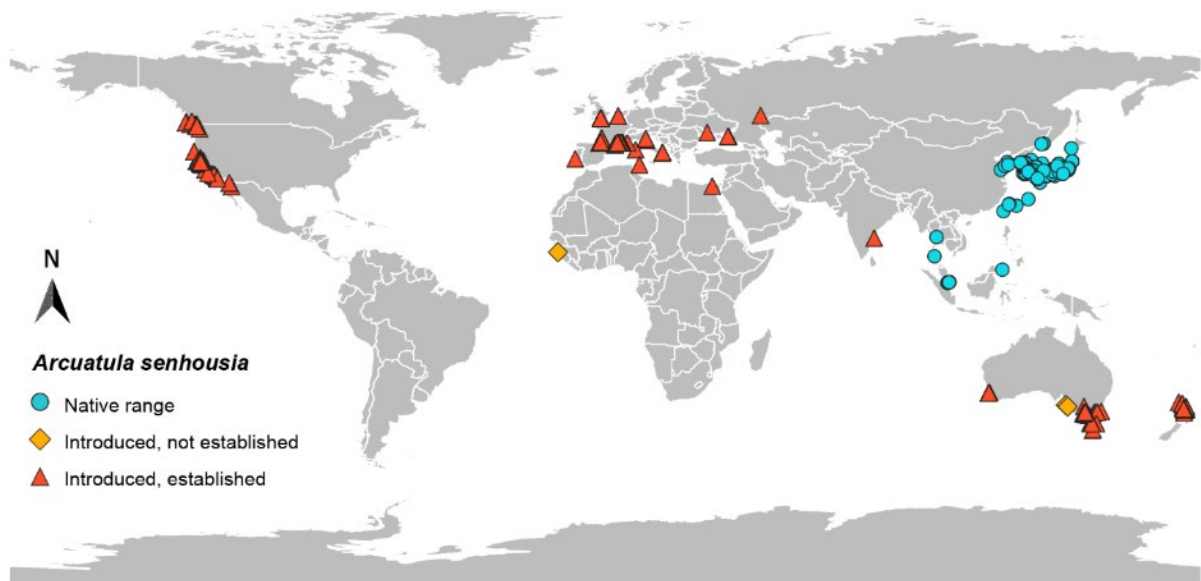 N
Arcuatula senhousia
Native range
Introduced, not established
Introduced, established